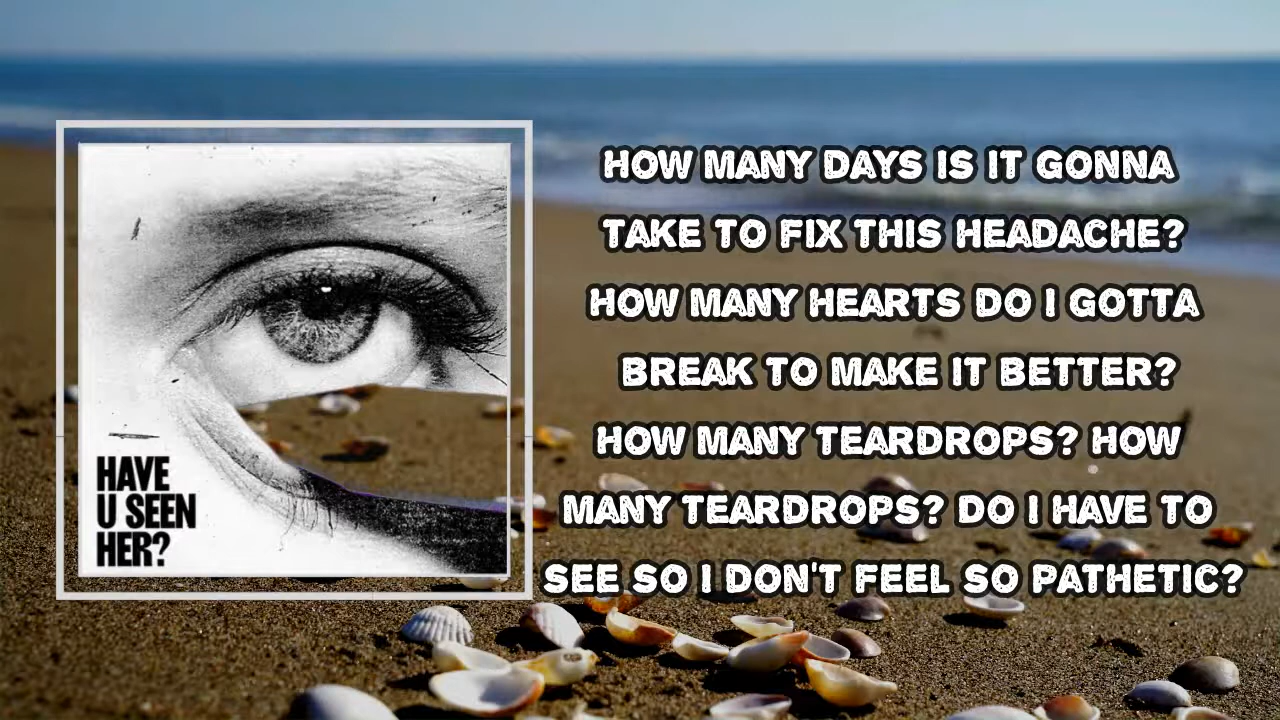 HAVE
U SEEN
HER?
HOW MANY DAYS IS IT GONNA
TAKE TO FIX THIS HEADACHE?
HOW MANY HEARTS DO I GOTTA
BREAK TO MAKE IT BETTER?
HOW MANY TEARDROPS? HOW
MANY TEARDROPS? DO I HAVE TO
SEE SO I DON'T FEEL SO PATHETIC?